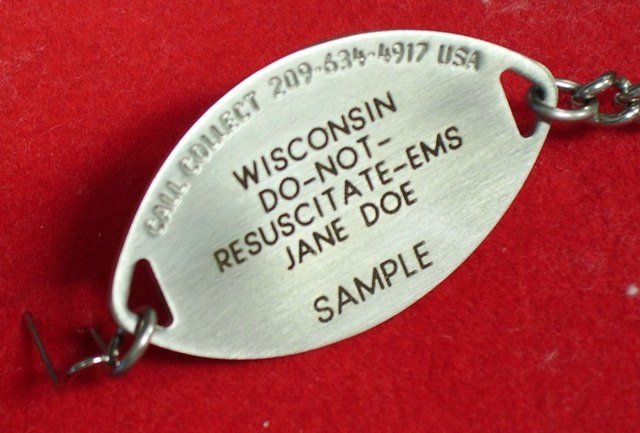 CALL COLLECT 209·634·4917 USA
WISCONSIN
DO-NOT-
RESUSCITATE-EMS
JANE DOE
SAMPLE